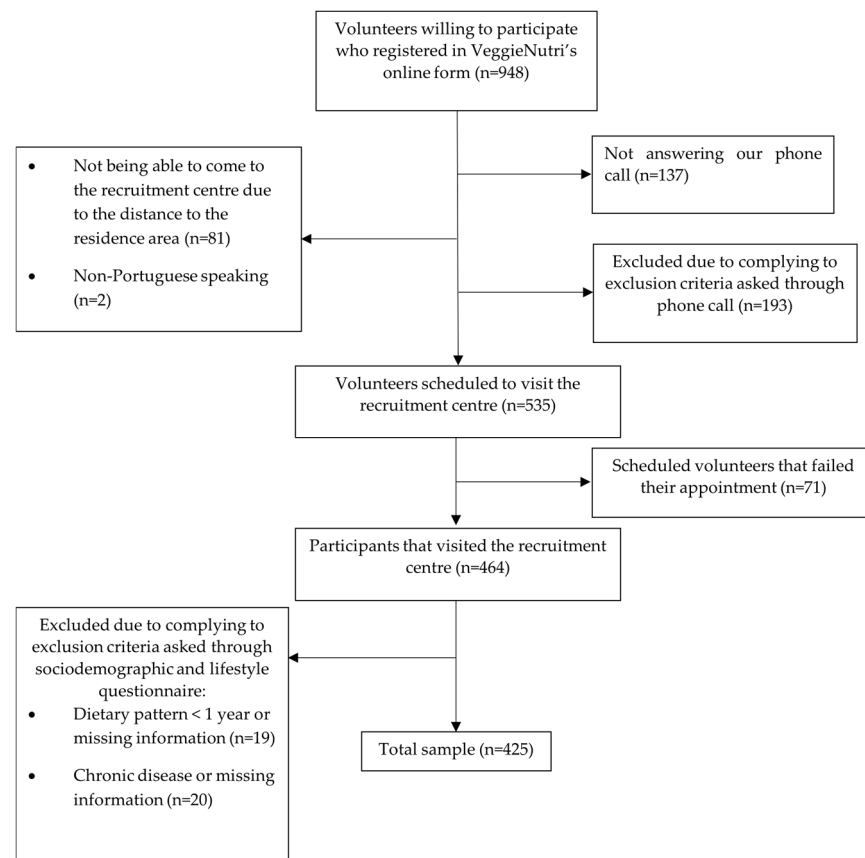 Volunteers willing to participate
who registered in VeggieNutri's
online form (n=948)
• Not being able to come to
the recruitment centre due
to the distance to the
residence area (n=81)
• Non-Portuguese speaking
(n=2)
Not answering our phone
call (n=137)
Excluded due to complying to
exclusion criteria asked through
phone call (n=193)
Volunteers scheduled to visit the
recruitment centre (n=535)
Scheduled volunteers that failed
their appointment (n=71)
Participants that visited the recruitment
centre (n=464)
Excluded due to complying to
exclusion criteria asked through
sociodemographic and lifestyle
questionnaire:
• Dietary pattern < 1 year or
missing information (n=19)
• Chronic disease or missing
information (n=20)
Total sample (n=425)